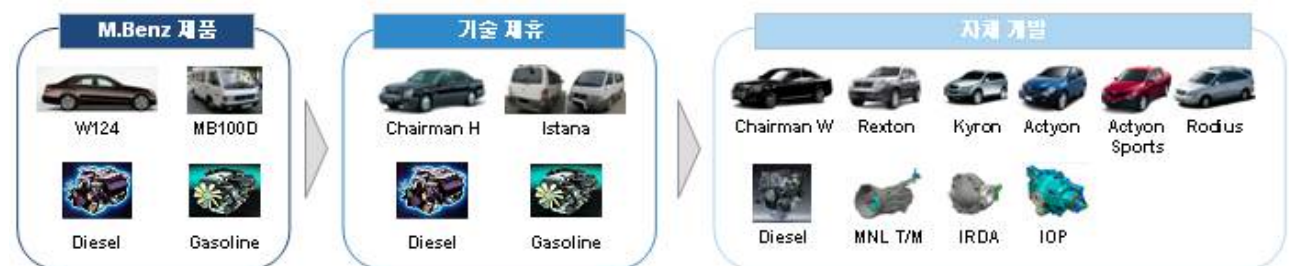 M.Benz 제품
W124
MB100D
Diesel
Gasoline
기술 제휴
Chairman H
Istana
Diesel
Gasoline
자체 개발
Chairman W
Rexton
Kyron
Actyon
Actyon
Sports
Rodius
Diesel
MNL T/M
IRDA
IOP